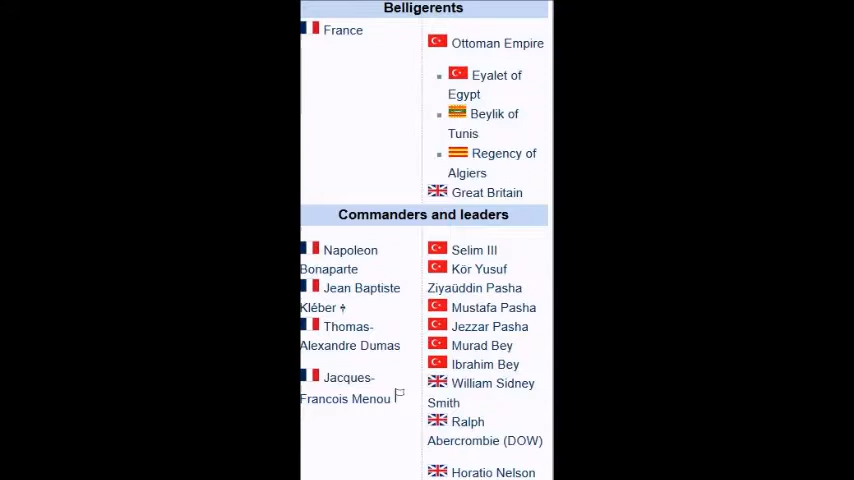 Belligerents
France
Ottoman Empire
Eyalet of
Egypt
Beylik of
Tunis
Regency of
Algiers
Great Britain
Commanders and leaders
Napoleon
Bonaparte
Jean Baptiste
Kléber
Thomas-
Alexandre Dumas
Jacques-
Francois Menou
Selim III
Kör Yusuf
Ziyaüddin Pasha
Mustafa Pasha
Jezzar Pasha
Murad Bey
Ibrahim Bey
William Sidney
Smith
Ralph
Abercrombie (DOW)
Horatio Nelson